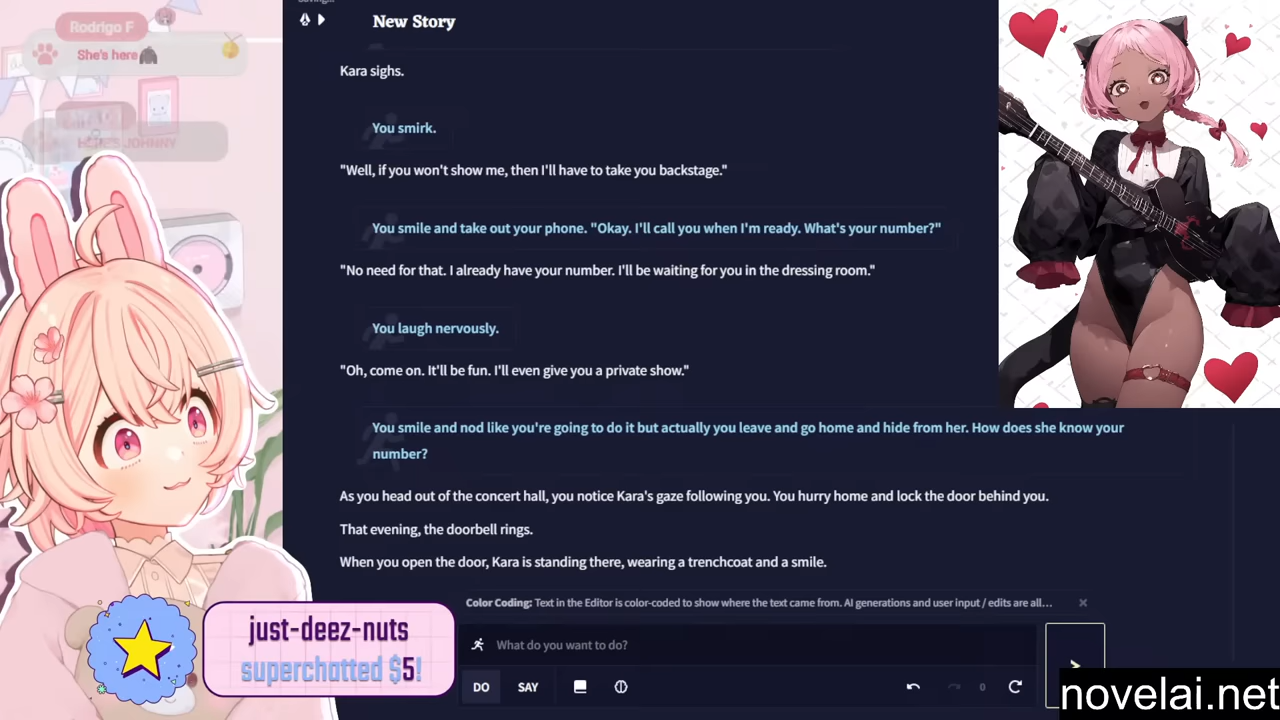 Saving...
New Story
Rodrigo F
She's here
JOHNNY
Kara sighs.
You smirk.
"Well, if you won't show me, then I'll have to take you backstage."
You smile and take out your phone. "Okay. I'll call you when I'm ready. What's your number?"
"No need for that. I already have your number. I'll be waiting for you in the dressing room."
You laugh nervously.
"Oh, come on. It'll be fun. I'll even give you a private show."
You smile and nod like you're going to do it but actually you leave and go home and hide from her. How does she know your
number?
As you head out of the concert hall, you notice Kara's gaze following you. You hurry home and lock the door behind you.
That evening, the doorbell rings.
When you open the door, Kara is standing there, wearing a trenchcoat and a smile.
Color Coding: Text in the Editor is color-coded to show where the text came from. AI generations and user input / edits are all...
What do you want to do?
DO
SAY
0
just-deez-nuts
superchatted $5!
novelai.net